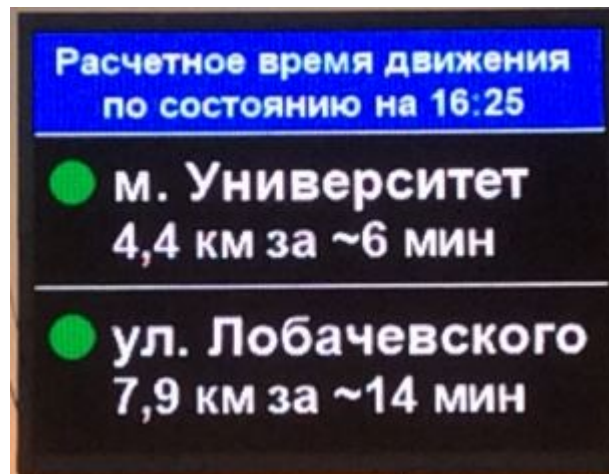 Расчетное время движения
по состоянию на 16:25
м. Университет
4,4 км за ~6 мин
ул. Лобачевского
7,9 км за ~14 мин